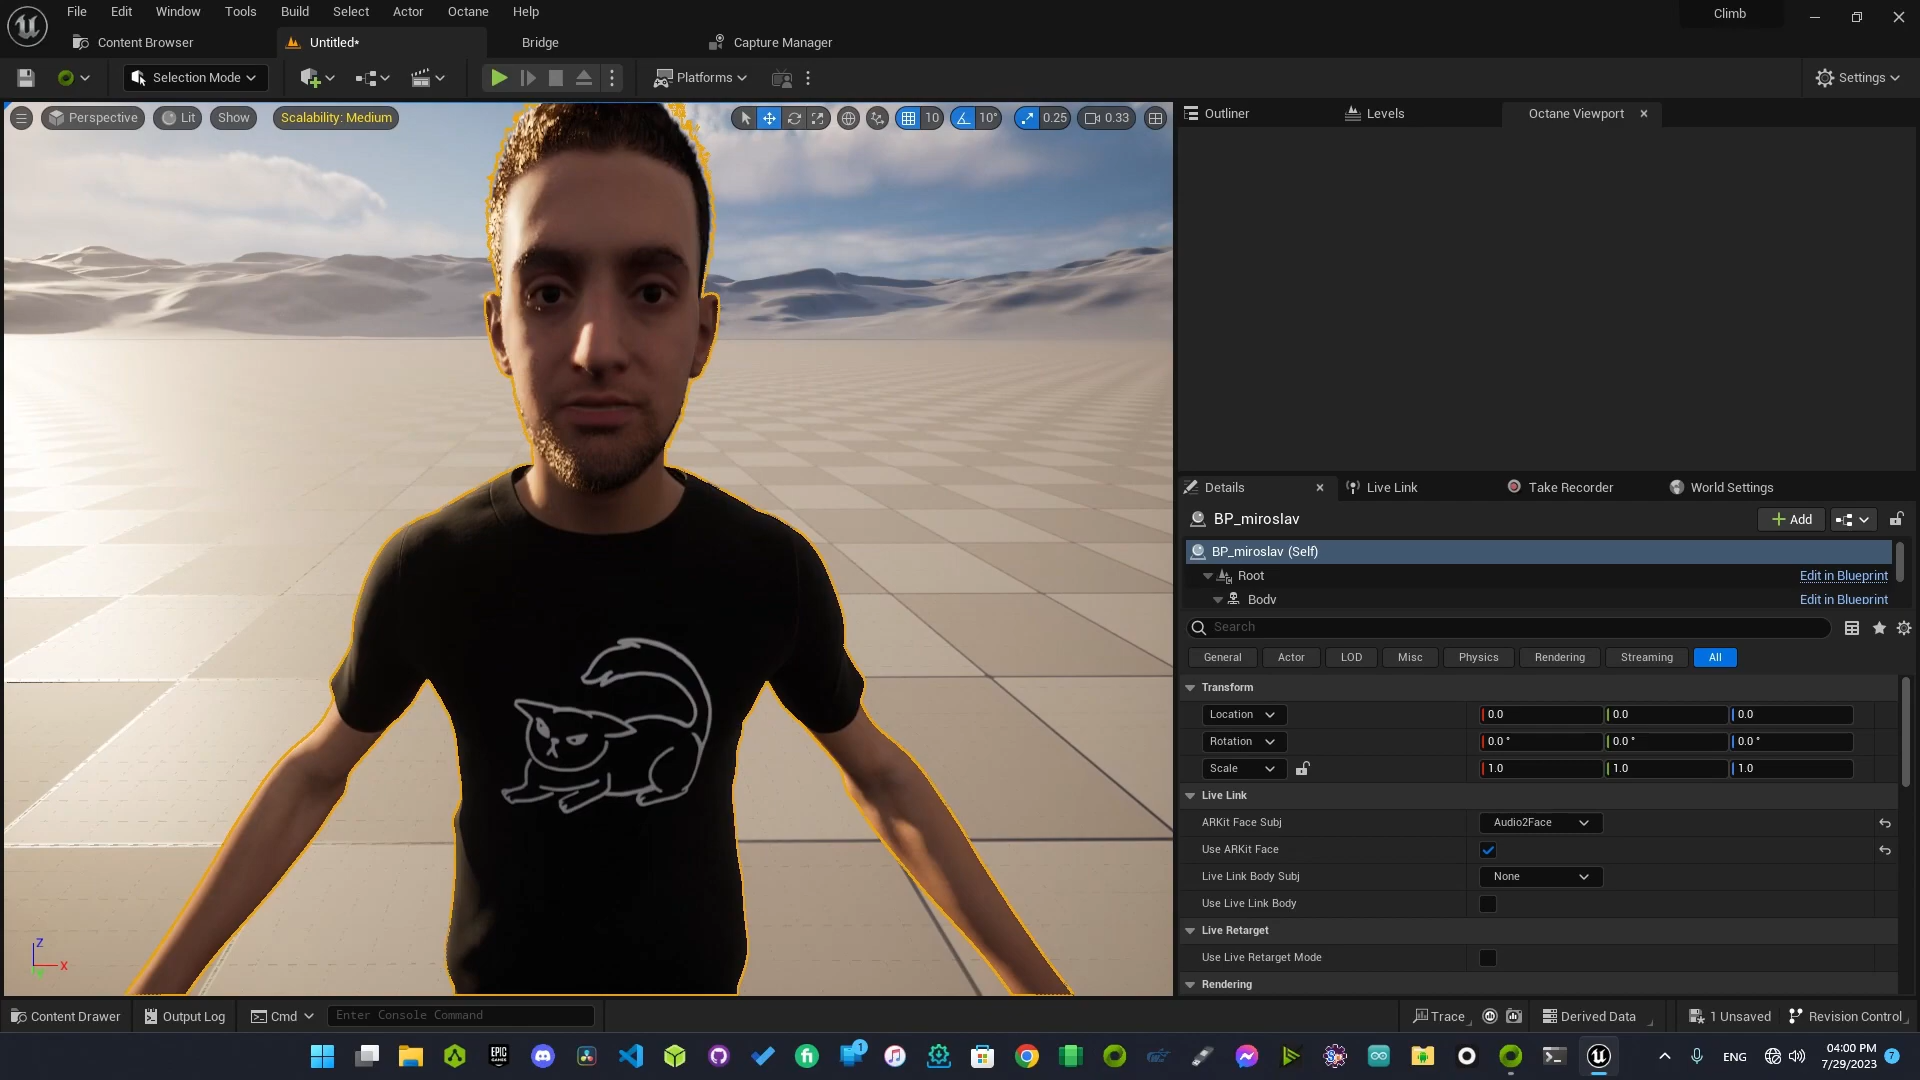 File Edit Window Tools Build Select Actor Octane Help
Climb
Content Browser
Untitled*
Bridge
Capture Manager
Selection Mode
Platforms
Settings
Perspective
Lit
Show
Scalability: Medium
10
10°
0.25
0.33
Outliner
Levels
Octane Viewport
Details
Live Link
Take Recorder
World Settings
BP_miroslav
Add
BP_miroslav (Self)
Root
Edit in Blueprint
Body
Edit in Blueprint
Search
General
Actor
LOD
Misc
Physics
Rendering
Streaming
All
Transform
Location
0.0
0.0
0.0
Rotation
0.0 °
0.0 °
0.0 °
Scale
1.0
1.0
1.0
Live Link
ARKit Face Subj
Audio2Face
Use ARKit Face
Live Link Body Subj
None
Use Live Link Body
Live Retarget
Use Live Retarget Mode
Rendering
Z
X
Content Drawer
Output Log
Cmd
Enter Console Command
Trace
Derived Data
1 Unsaved
Revision Control
EPIC
GAMES
fi
1
ENG
04:00 PM
7/29/2023
7